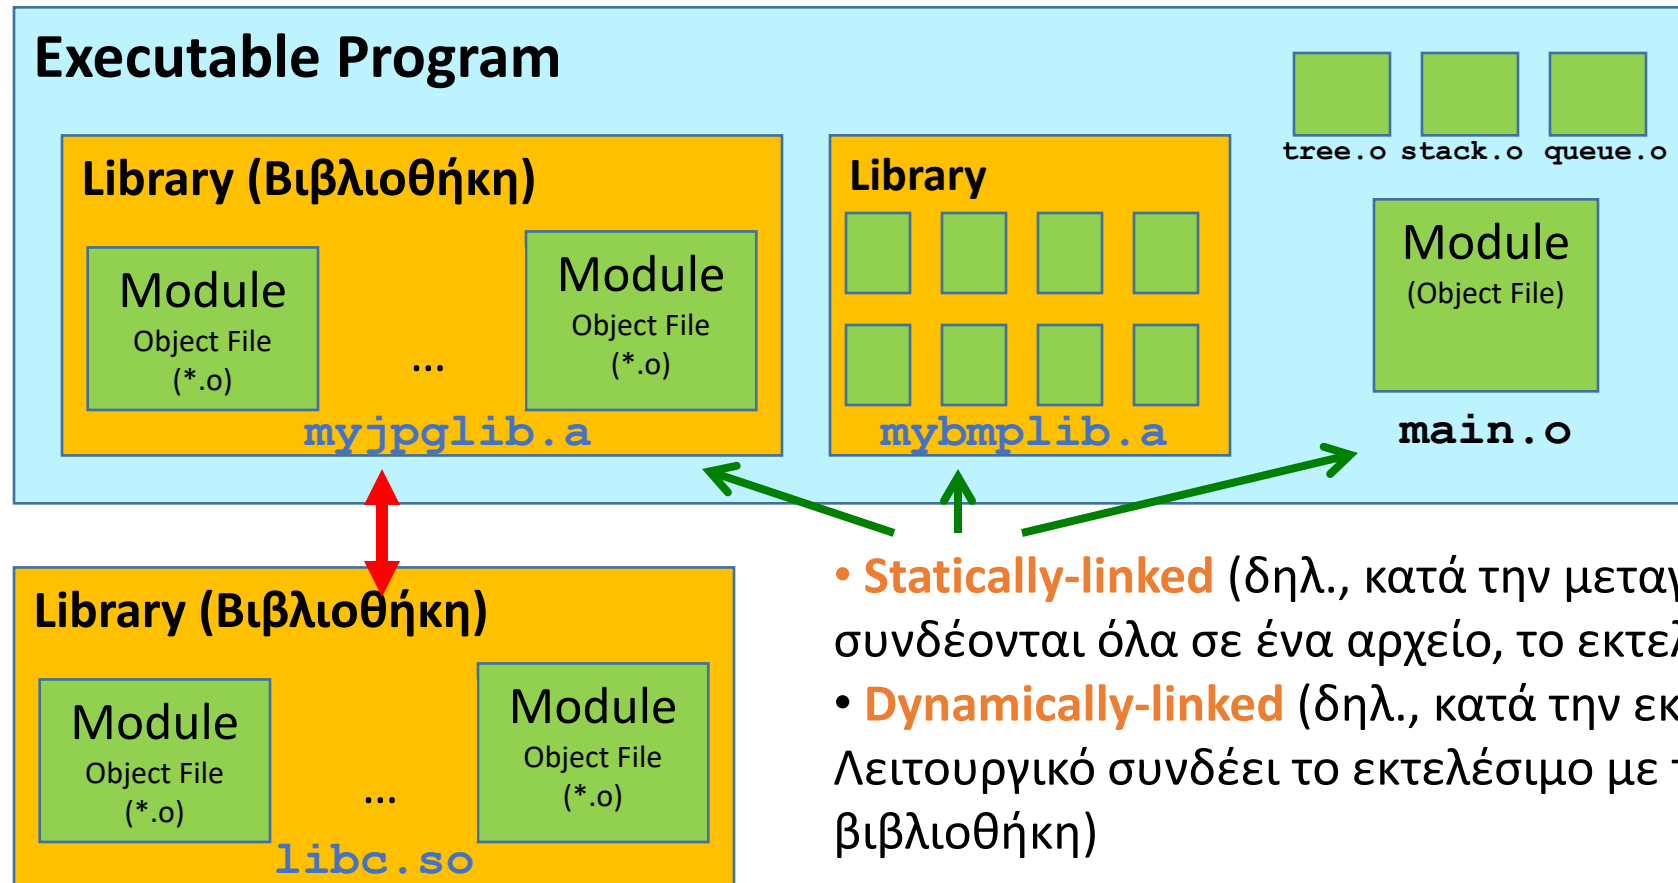 Executable Program
tree.o stack.o queue.o
Library (Βιβλιοθήκη)
Module
Object File
(*.o)
...
Module
Object File
(*.o)
myjpglib.a
Library
mybmplib.a
Module
(Object File)
main.o
Library (Βιβλιοθήκη)
Module
Object File
(*.o)
...
Module
Object File
(*.o)
libc.so
• Statically-linked (δηλ., κατά την
συνδέονται όλα σε ένα αρχείο, το
• Dynamically-linked (δηλ., κατά την
Λειτουργικό συνδέει το εκτελέσιμο με
βιβλιοθήκη)